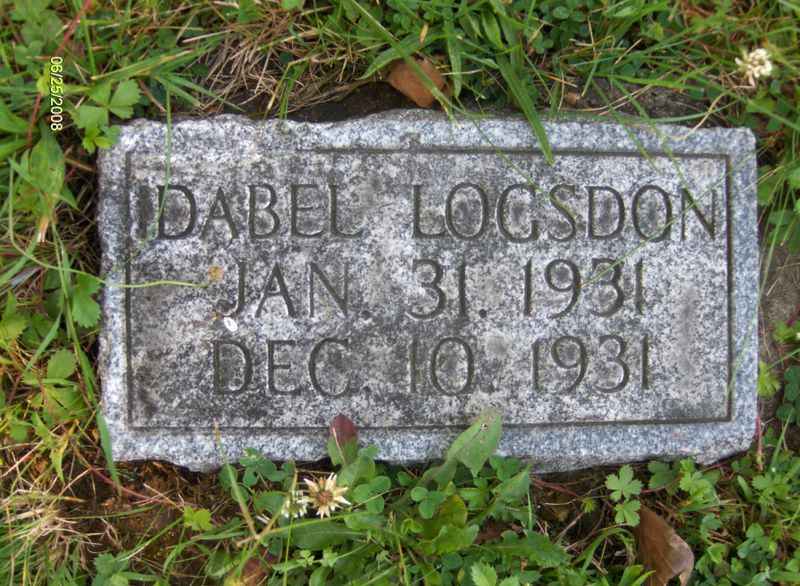 IDABEL LOGSDON
JAN. 31. 1931
DEC. 10. 1931
06/25/2008